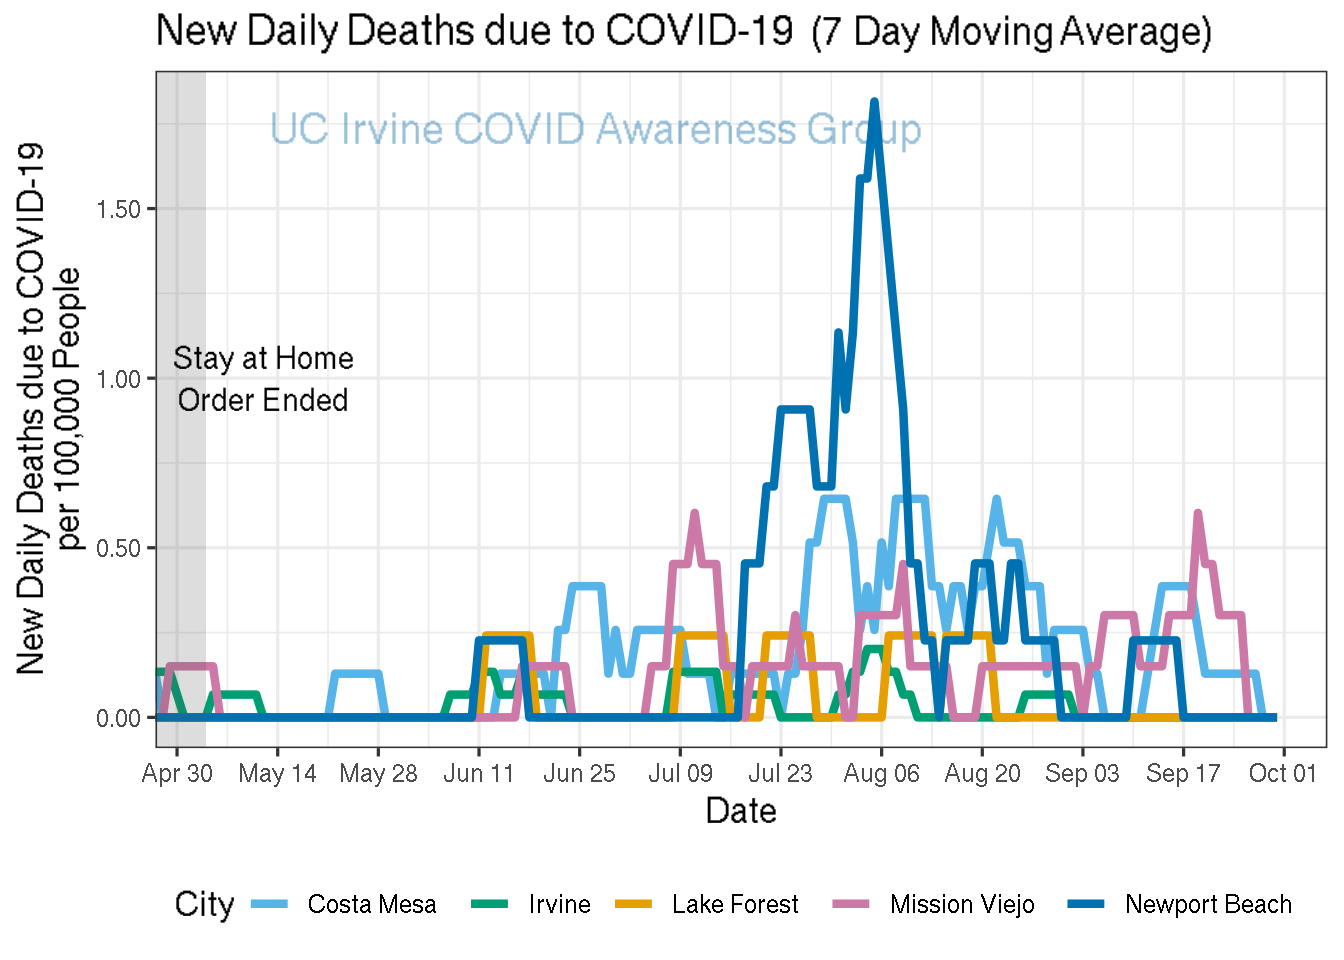 New Daily Deaths due to COVID-19 (7 Day Moving Average)
UC Irvine COVID Awareness Group
New Daily Deaths due to COVID-19
per 100,000 People
1.50
1.00
0.50
0.00
Stay at Home
Order Ended
Apr 30 May 14 May 28 Jun 11 Jun 25 Jul 09 Jul 23 Aug 06 Aug 20 Sep 03 Sep 17 Oct 01
Date
City Costa Mesa Irvine Lake Forest Mission Viejo Newport Beach